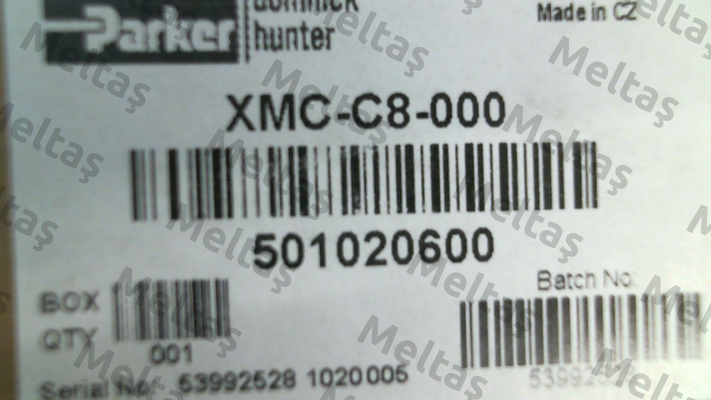 Parker
dominick
hunter
Made in CZ
XMC-C8-000
501020600
BOX
QTY
001
Batch No:
Serial No: 53992528 1020005
Meltaş